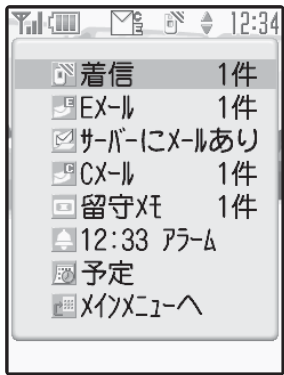 12:34
着信 1件
Eメール 1件
サーバーにメールあり
Cメール 1件
留守メモ 1件
12:33 アラーム
予定
メインメニューへ